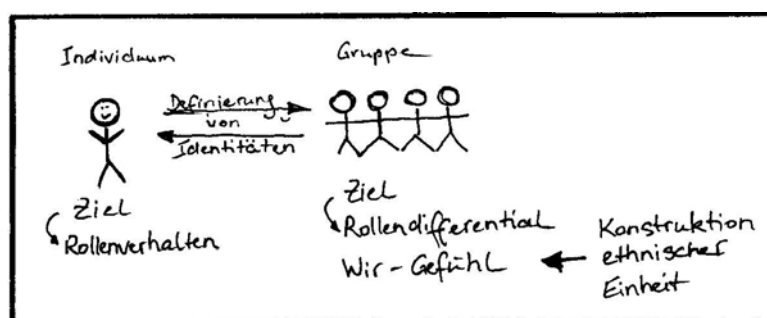 Individuum
Gruppe
Definierung
von
Identitäten
Ziel
Rollenverhalten
Ziel
Rollendifferential
Wir-Gefühl
Konstruktion
ethnischer
Einheit